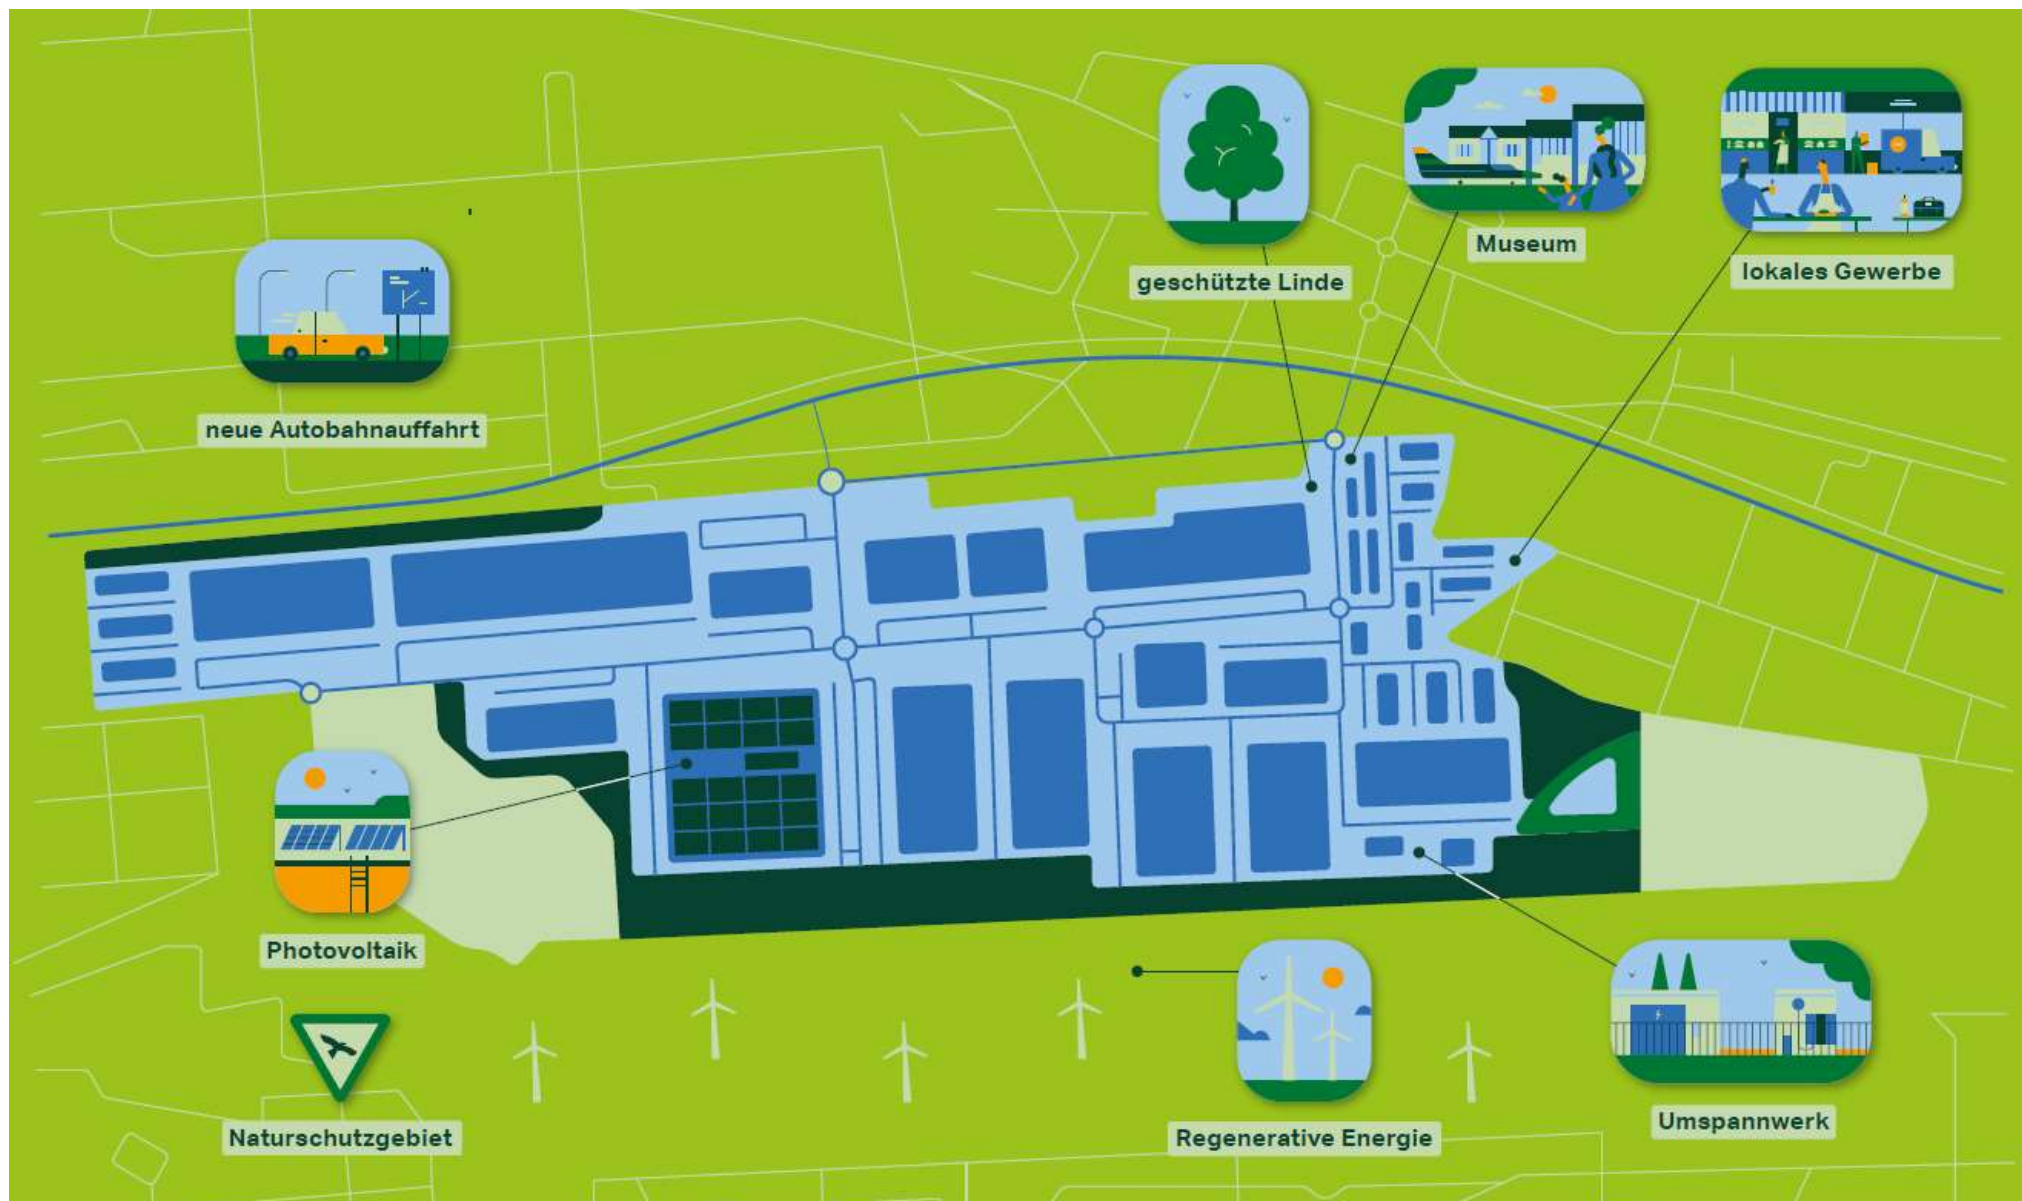 Museum
lokales Gewerbe
geschützte Linde
neue Autobahnauffahrt
Photovoltaik
Naturschutzgebiet
Regenerative Energie
Umspannwerk